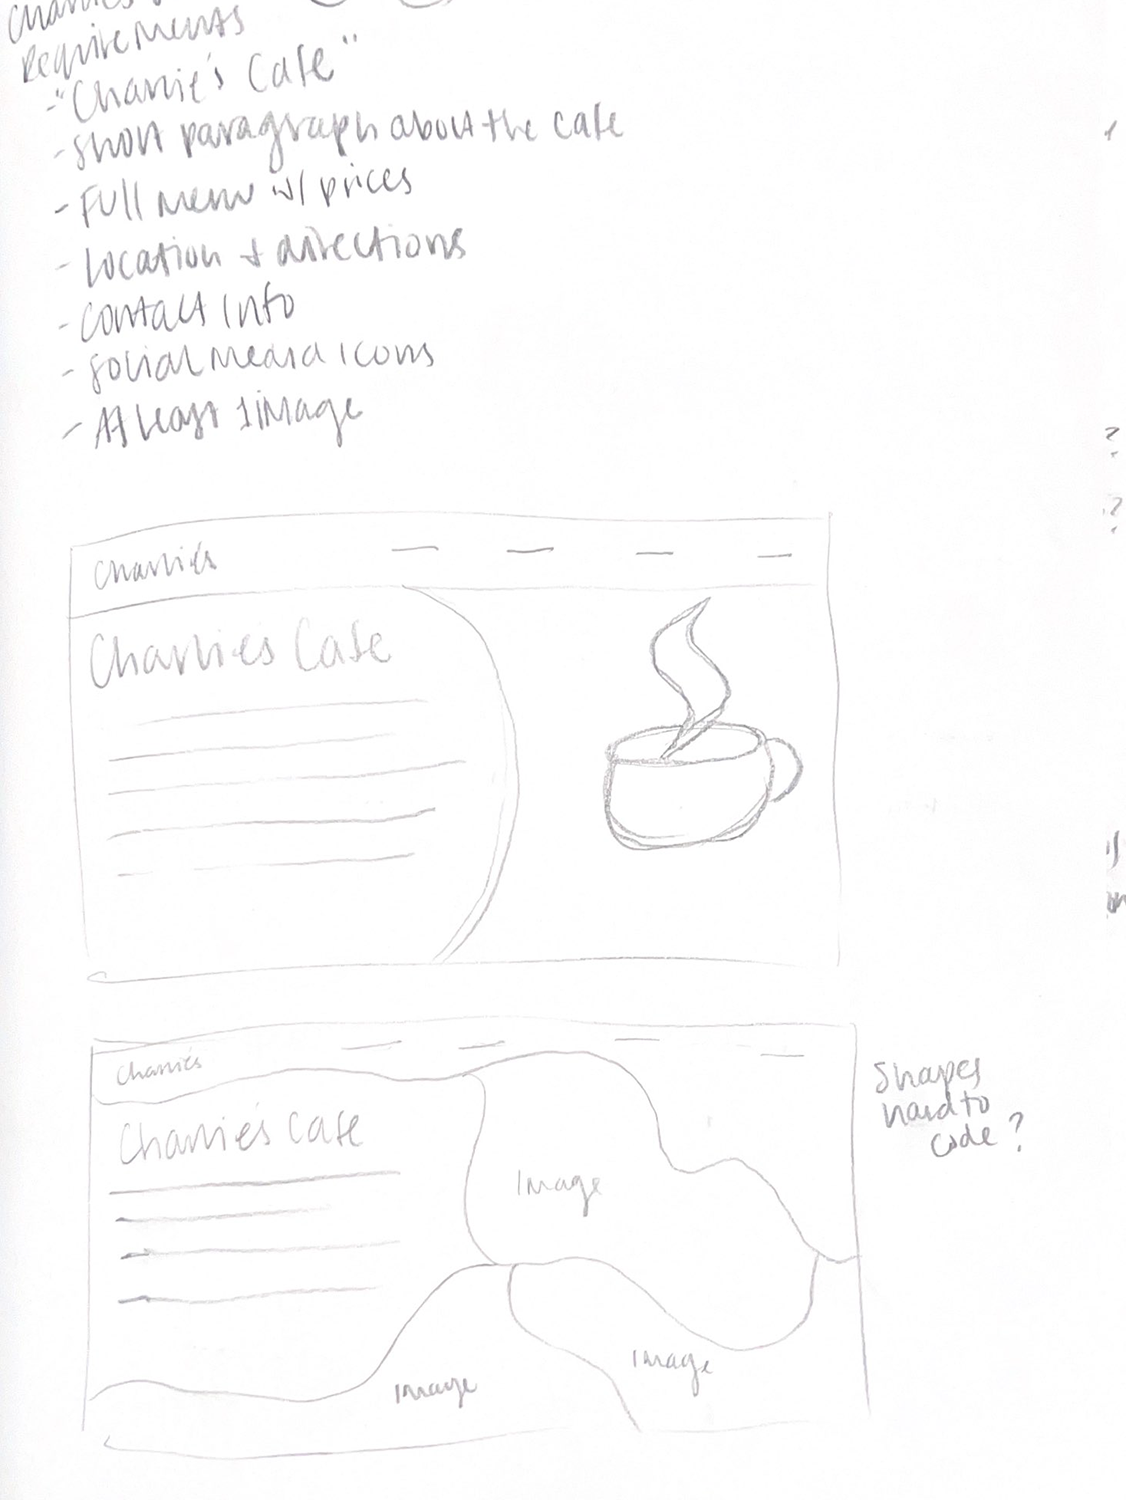 Requirements
-"Charlie's Cafe"
-Short paragraph about the cafe
-Full menu w/ prices
-Location + directions
-Contact Info
-Social media icons
-At least 1 image
Charlie's
Charlie's Cafe
Charlie's
Charlie's Cafe
Image
Image
Image
Shapes
hard to
code?